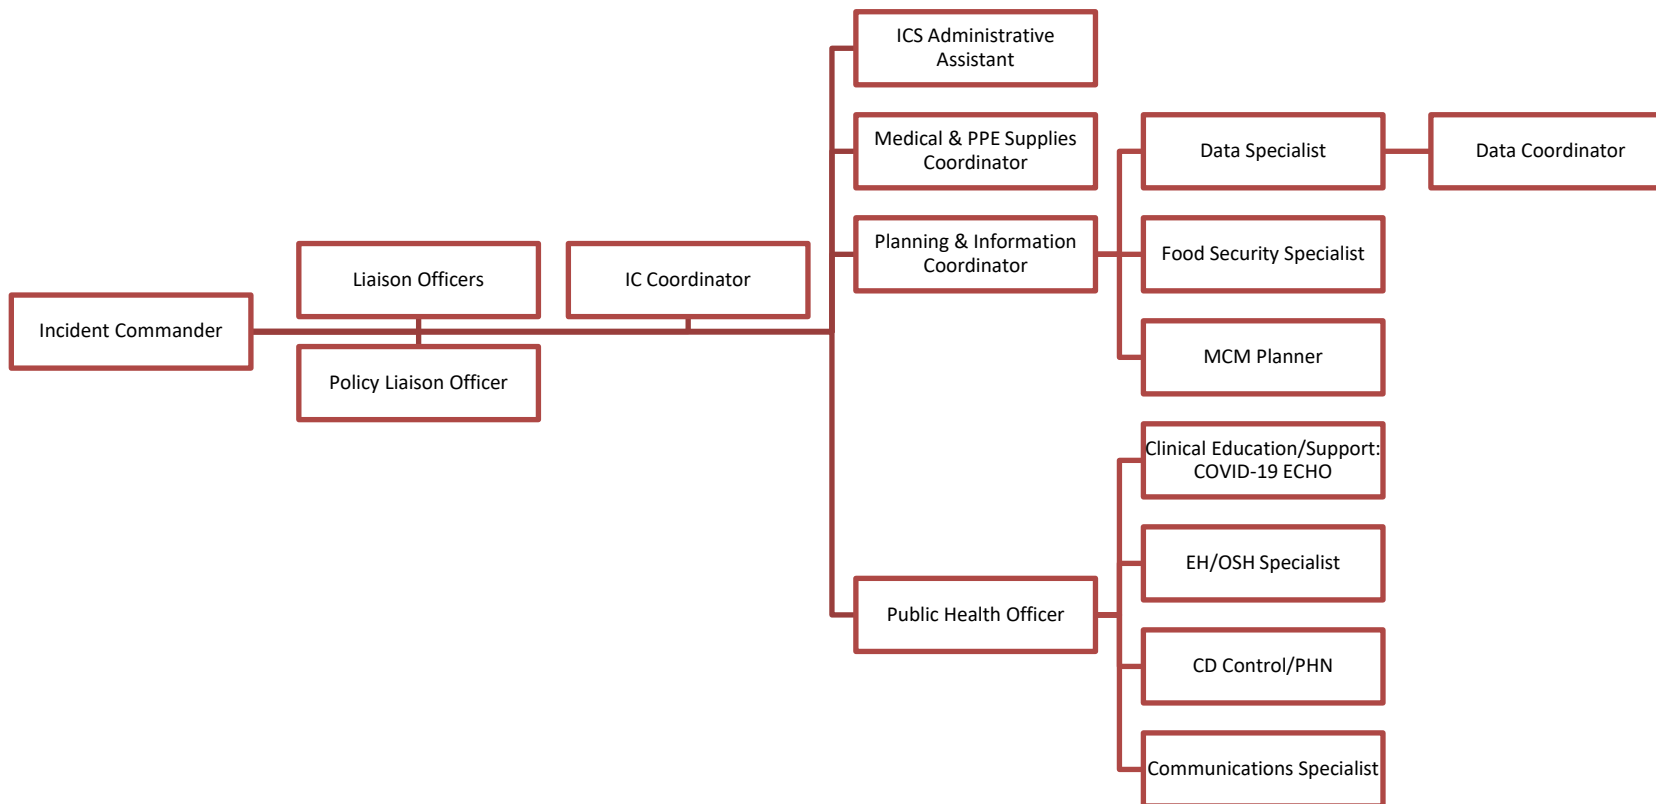 Incident Commander
Liaison Officers
Policy Liaison Officer
IC Coordinator
ICS Administrative
Assistant
Medical & PPE Supplies
Coordinator
Planning & Information
Coordinator
Data Specialist
Data Coordinator
Food Security Specialist
MCM Planner
Public Health Officer
Clinical Education/Support:
COVID-19 ECHO
EH/OSH Specialist
CD Control/PHN
Communications Specialist